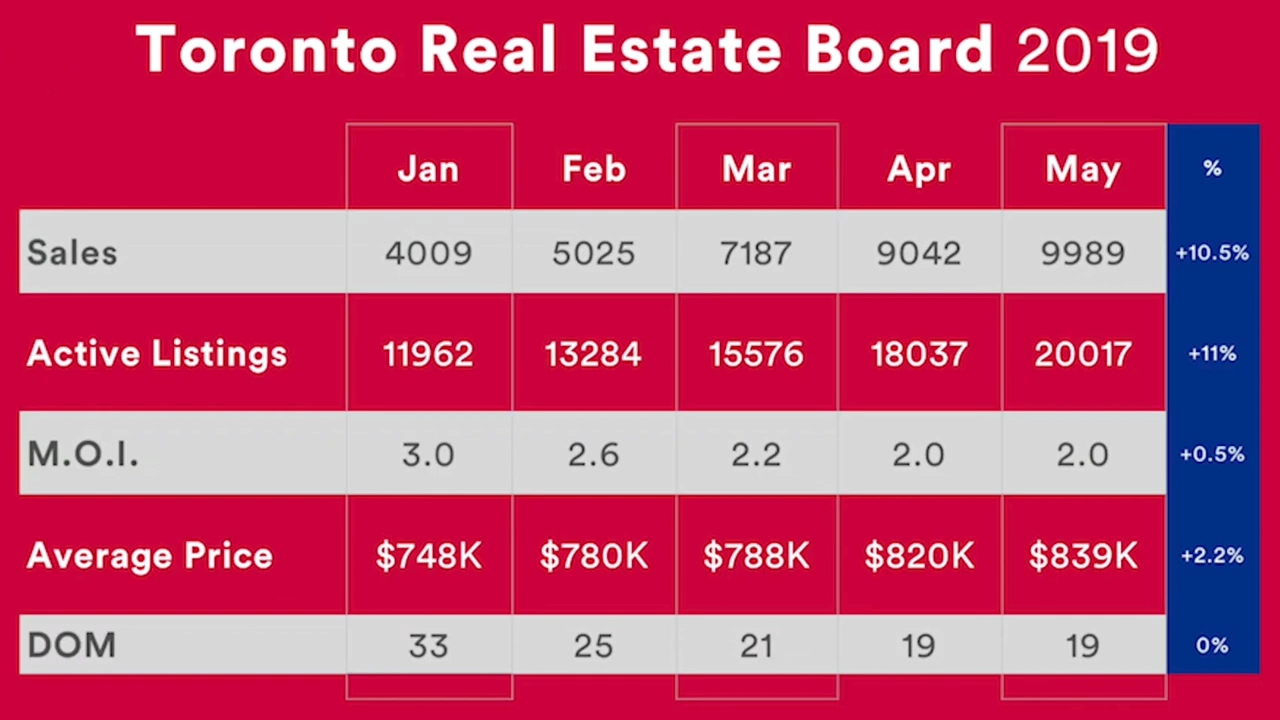 Toronto Real Estate Board 2019
Jan Feb Mar Apr May %
Sales 4009 5025 7187 9042 9989 +10.5%
Active Listings 11962 13284 15576 18037 20017 +11%
M.O.I. 3.0 2.6 2.2 2.0 2.0 +0.5%
Average Price $748K $780K $788K $820K $839K +2.2%
DOM 33 25 21 19 19 0%